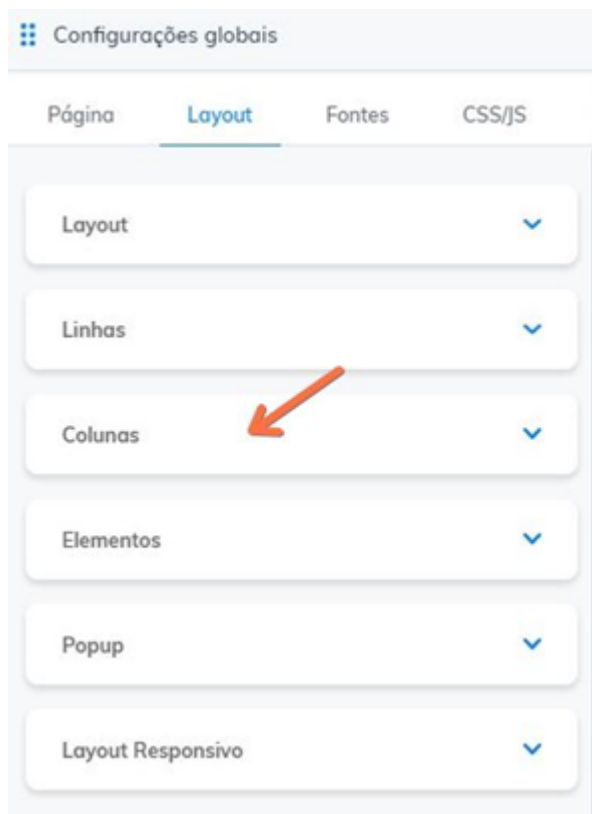 Configurações globais
Página Layout Fontes CSS/JS
Layout
Linhas
Colunas
Elementos
Popup
Layout Responsivo